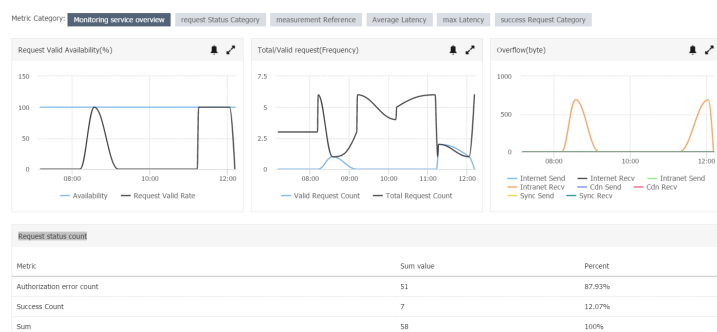 Metric Category: Monitoring service overview request Status Category measurement Reference Average Latency max Latency success Request Category
Request Valid Availability(%)
150
100
50
0
08:00 10:00 12:00
Availability Request Valid Rate
Total/Valid request(Frequency)
7.5
5
2.5
0
08:00 09:00 10:00 11:00 12:00
Valid Request Count Total Request Count
Overflow(byte)
1000
500
0
08:00 10:00 12:00
Internet Send Internet Recv Intranet Send
Intranet Recv Cdn Send Cdn Recv
Sync Send Sync Recv
Request status count
Metric Sum value Percent
Authorization error count 51 87.93%
Success Count 7 12.07%
Sum 58 100%